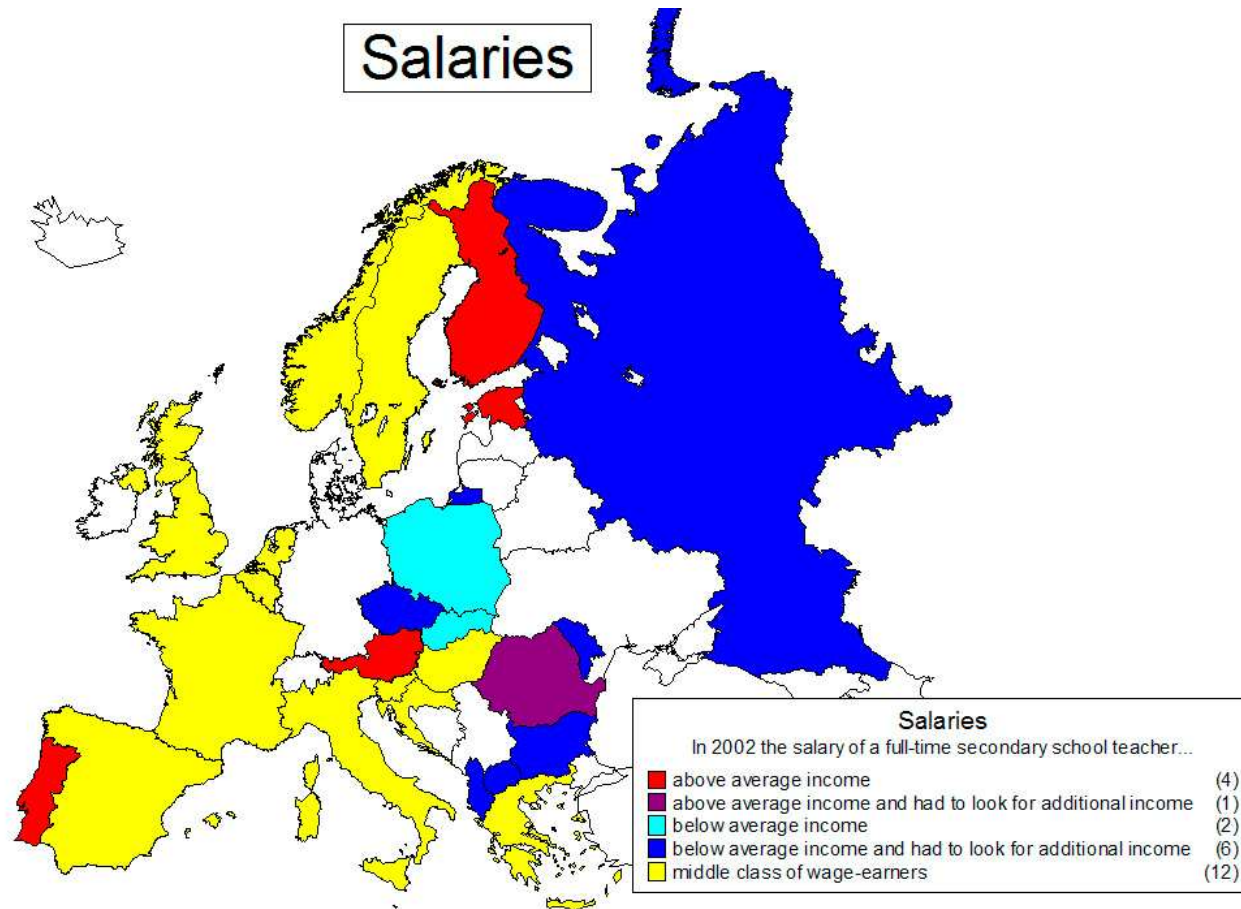 Salaries
Salaries
In 2002 the salary of a full-time secondary school teacher...
above average income (4)
above average income and had to look for additional income (1)
below average income (2)
below average income and had to look for additional income (6)
middle class of wage-earners (12)